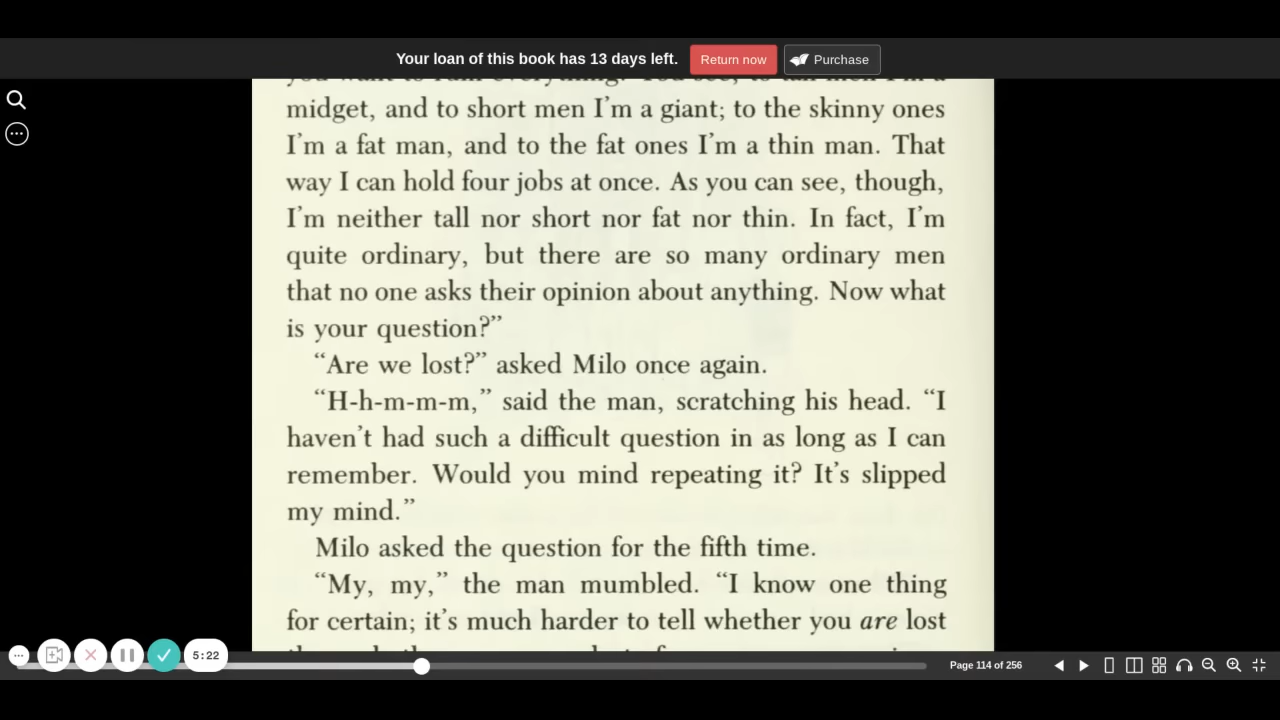 Your loan of this book has 13 days left. Return now Purchase
midget, and to short men I'm a giant; to the skinny ones
I'm a fat man, and to the fat ones I'm a thin man. That
way I can hold four jobs at once. As you can see, though,
I'm neither tall nor short nor fat nor thin. In fact, I'm
quite ordinary, but there are so many ordinary men
that no one asks their opinion about anything. Now what
is your question?”
“Are we lost?” asked Milo once again.
“H-h-m-m-m,” said the man, scratching his head. “I
haven't had such a difficult question in as long as I can
remember. Would you mind repeating it? It's slipped
my mind.”
Milo asked the question for the fifth time.
“My, my,” the man mumbled. “I know one thing
for certain; it's much harder to tell whether you are lost
5:22
Page 114 of 256